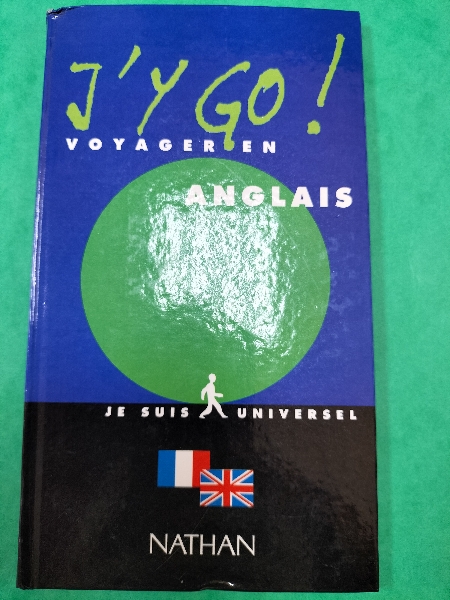 J'Y GO !
VOYAGER EN
ANGLAIS
JE SUIS UNIVERSEL
NATHAN